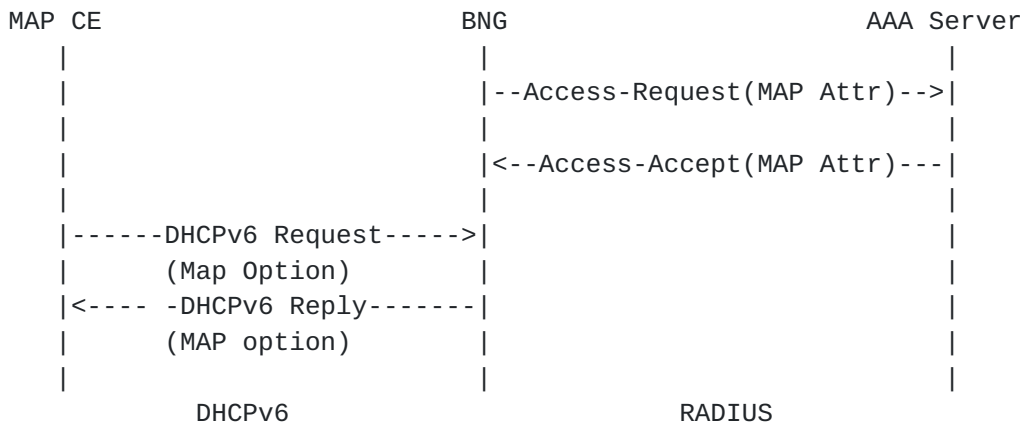 MAP CE                     BNG                       AAA Server
--Access-Request(MAP Attr)-->
<--Access-Accept(MAP Attr)---
------DHCPv6 Request----->
(Map Option)
<---- -DHCPv6 Reply-------
(MAP option)
DHCPv6                         RADIUS